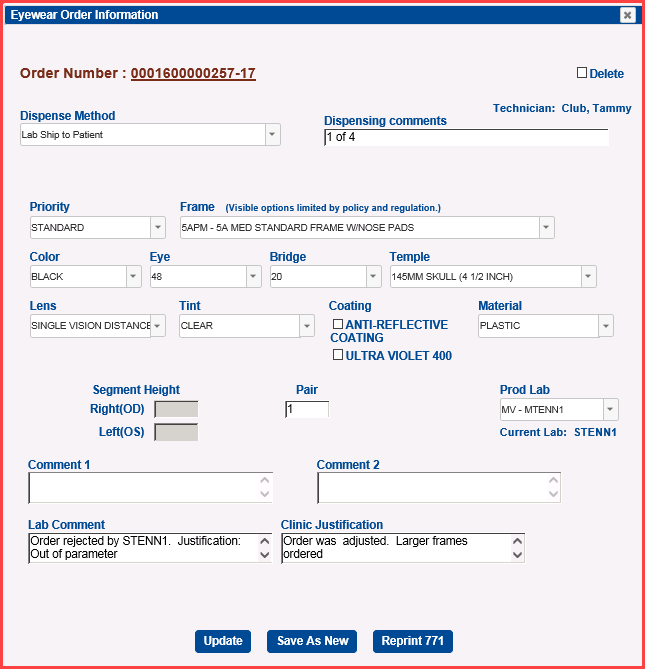 Eyewear Order Information
Order Number : 0001600000257-17
Delete
Technician: Club, Tammy
Dispense Method
Dispensing comments
Lab Ship to Patient
1 of 4
Priority
Frame (Visible options limited by policy and regulation.)
STANDARD
5APM - 5A MED STANDARD FRAME W/NOSE PADS
Color
Eye
Bridge
Temple
BLACK
48
20
145MM SKULL (4 1/2 INCH)
Lens
Tint
Coating
Material
SINGLE VISION DISTANCE
CLEAR
ANTI-REFLECTIVE
COATING
ULTRA VIOLET 400
PLASTIC
Segment Height
Right(OD)
Left(OS)
Pair
1
Prod Lab
MV - MTENN1
Current Lab: STENN1
Comment 1
Comment 2
Lab Comment
Order rejected by STENN1. Justification:
Out of parameter
Clinic Justification
Order was adjusted. Larger frames
ordered
Update
Save As New
Reprint 771